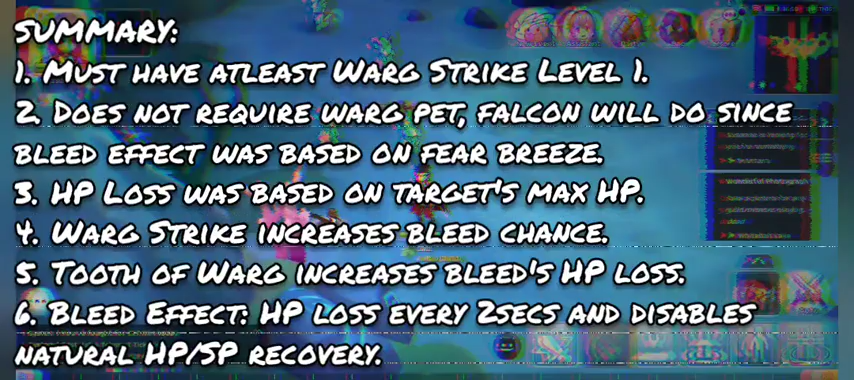 SUMMARY:
1. MUST HAVE ATLEAST WARG STRIKE LEVEL 1.
2. DOES NOT REQUIRE WARG PET, FALCON WILL DO SINCE
BLEED EFFECT WAS BASED ON FEAR BREEZE.
3. HP LOSS WAS BASED ON TARGET'S MAX HP.
4. WARG STRIKE INCREASES BLEED CHANCE.
5. TOOTH OF WARG INCREASES BLEED'S HP LOSS.
6. BLEED EFFECT: HP LOSS EVERY 2SECS AND DISABLES
NATURAL HP/SP RECOVERY.